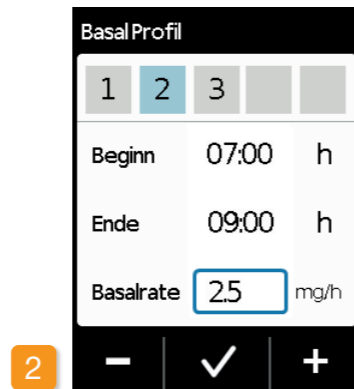 Basal Profil
1 2 3
Beginn 07:00 h
Ende 09:00 h
Basalrate 2.5 mg/h
2 − ✓ +